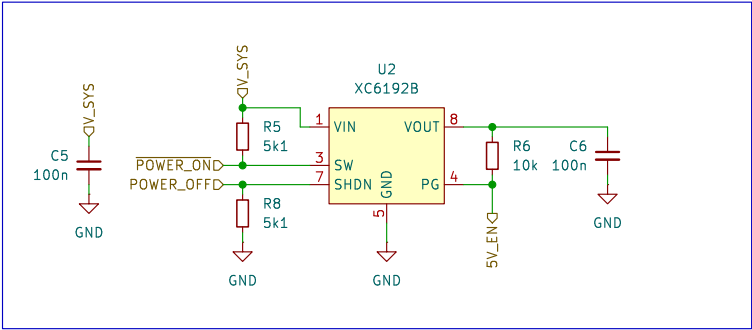 V_SYS
U2
XC6192B
V_SYS
1
VIN
VOUT
8
R5
5k1
R6
10k
C6
100n
C5
100n
POWER_ON
3
SW
POWER_OFF
7
SHDN
GND
PG
4
R8
5k1
5
GND
5V_EN
GND
GND
GND